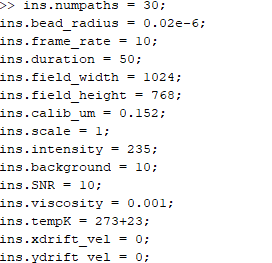 >> ins.numpaths = 30;
ins.bead_radius = 0.02e-6;
ins.frame_rate = 10;
ins.duration = 50;
ins.field_width = 1024;
ins.field_height = 768;
ins.calib_um = 0.152;
ins.scale = 1;
ins.intensity = 235;
ins.background = 10;
ins.SNR = 10;
ins.viscosity = 0.001;
ins.tempK = 273+23;
ins.xdrift_vel = 0;
ins.ydrift_vel = 0;